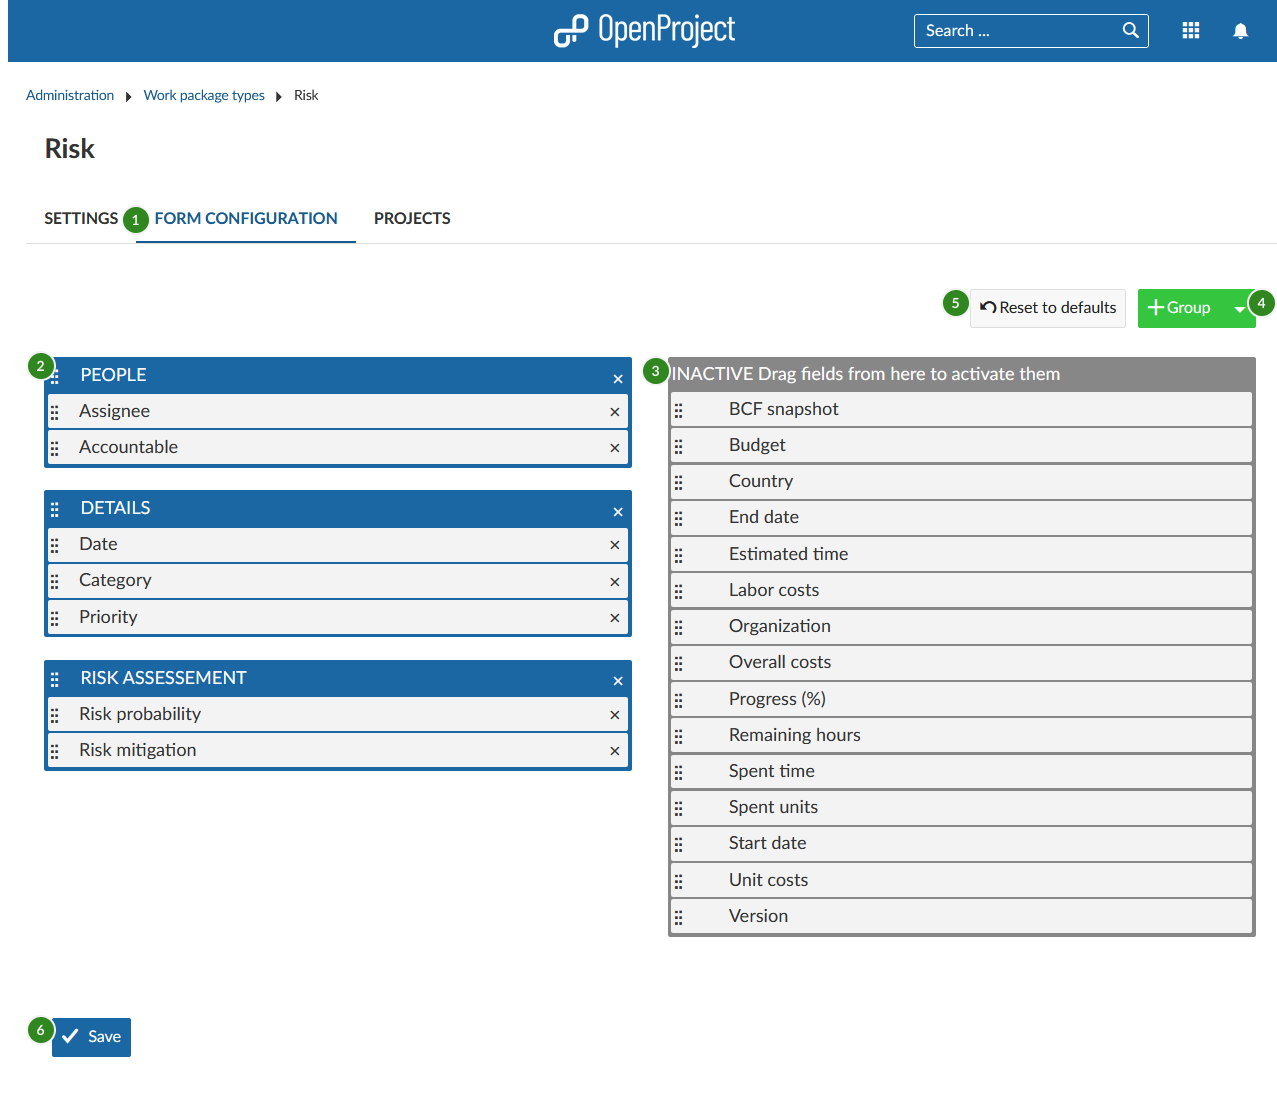 OpenProject
Search ...
Administration Work package types Risk
Risk
SETTINGS 1 FORM CONFIGURATION PROJECTS
5 Reset to defaults + Group 4
2 PEOPLE ×
Assignee ×
Accountable ×
DETAILS ×
Date ×
Category ×
Priority ×
RISK ASSESSEMENT ×
Risk probability ×
Risk mitigation ×
3 INACTIVE Drag fields from here to activate them
BCF snapshot
Budget
Country
End date
Estimated time
Labor costs
Organization
Overall costs
Progress (%)
Remaining hours
Spent time
Spent units
Start date
Unit costs
Version
6 Save